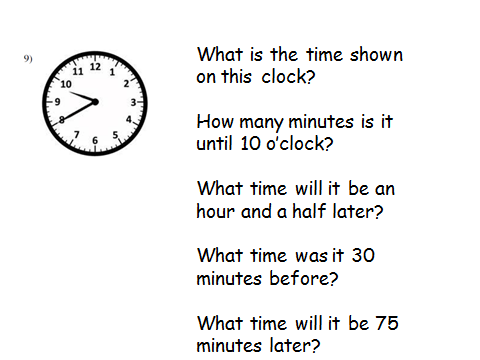 9)
12
11
1
10
2
9
3
8
4
7
5
6
What is the time shown
on this clock?
How many minutes is it
until 10 o'clock?
What time will it be an
hour and a half later?
What time was it 30
minutes before?
What time will it be 75
minutes later?